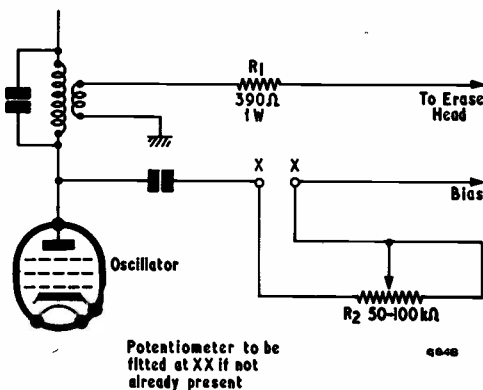 R1
390Ω
1W
To Erase
Head
X X
Bias
Oscillator
R2 50-100kΩ
Potentiometer to be
fitted at XX if not
already present